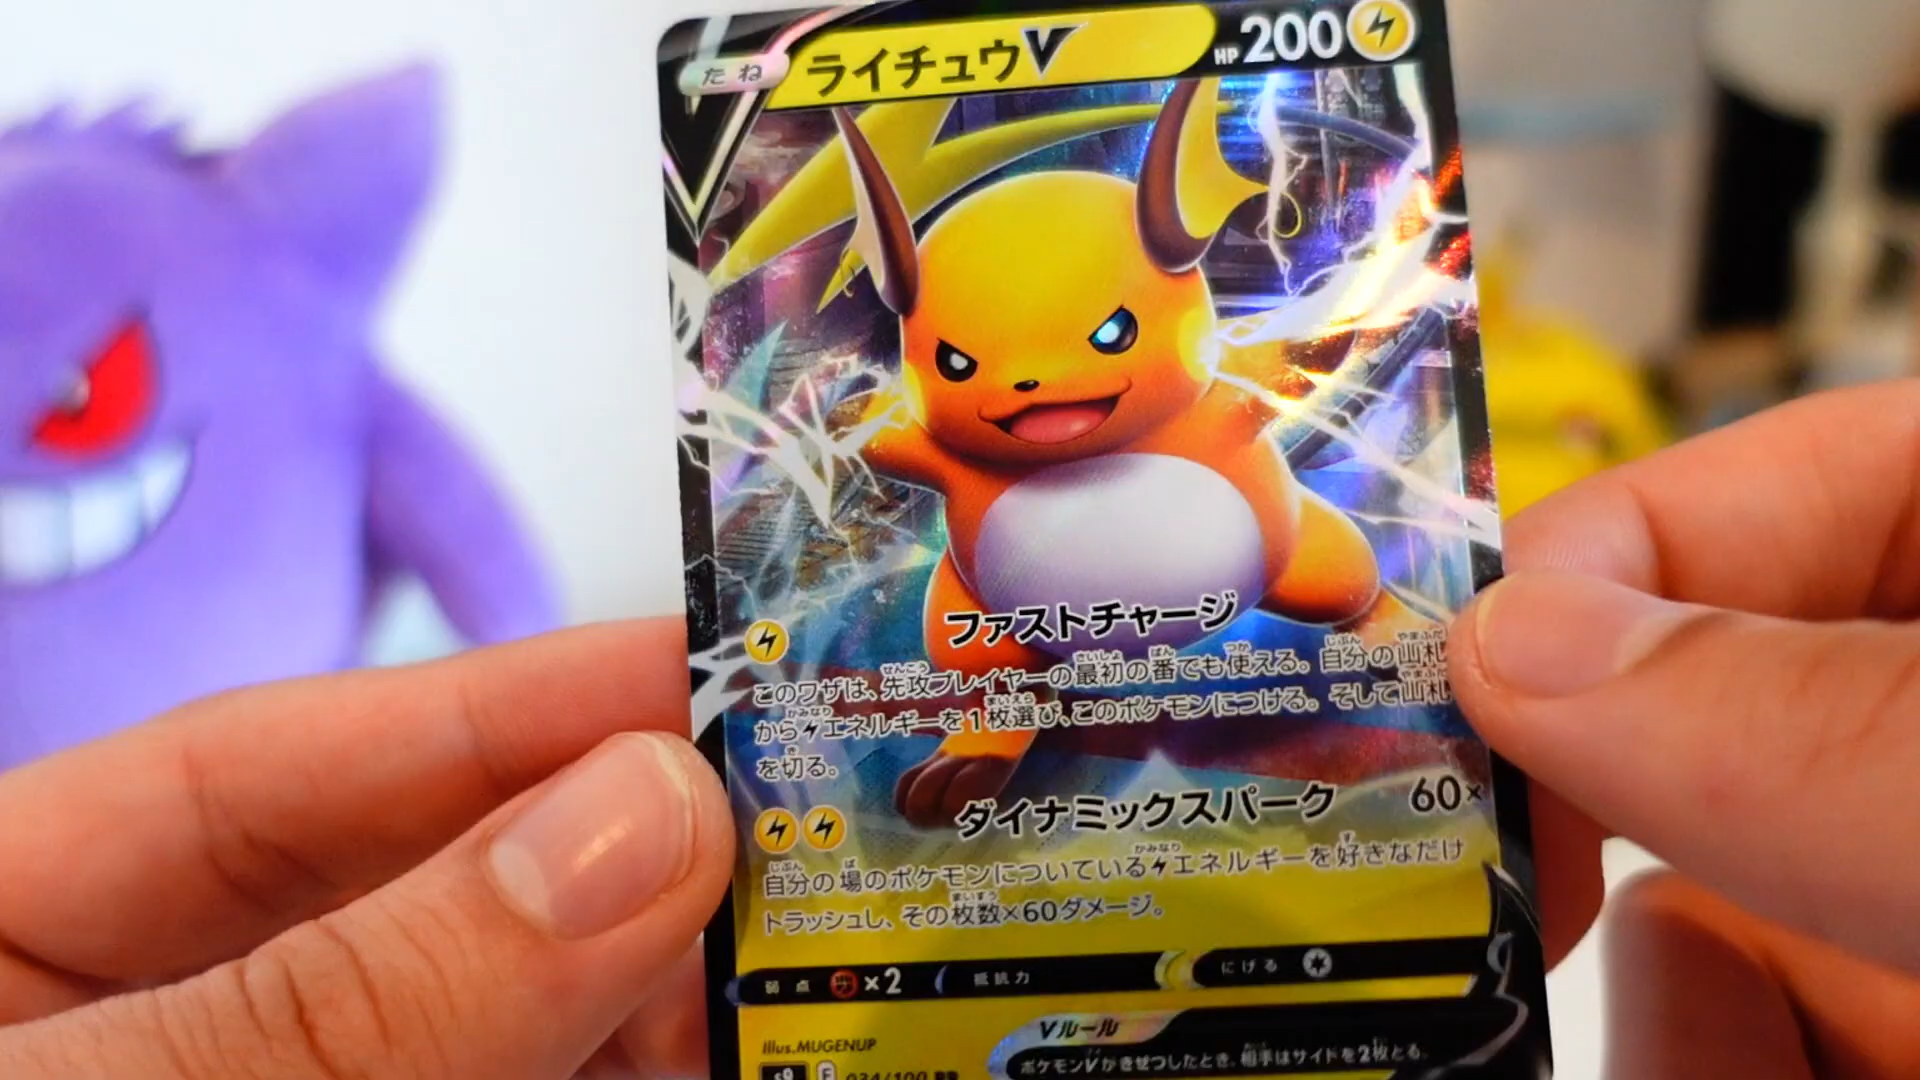 たね ライチュウV HP 200
ファストチャージ
このワザは、先攻プレイヤーの最初の番でも使える。自分の山札
からエネルギーを1枚選び、このポケモンにつける。そして山札
を切る。
ダイナミックスパーク 60×
自分の場のポケモンについているエネルギーを好きなだけ
トラッシュし、その枚数×60ダメージ。
弱点 ×2 抵抗力 にげる
Illus.MUGENUP
Vルール
ポケモンVがきぜつしたとき、相手はサイドを2枚とる。
s9 F 034/100 RR